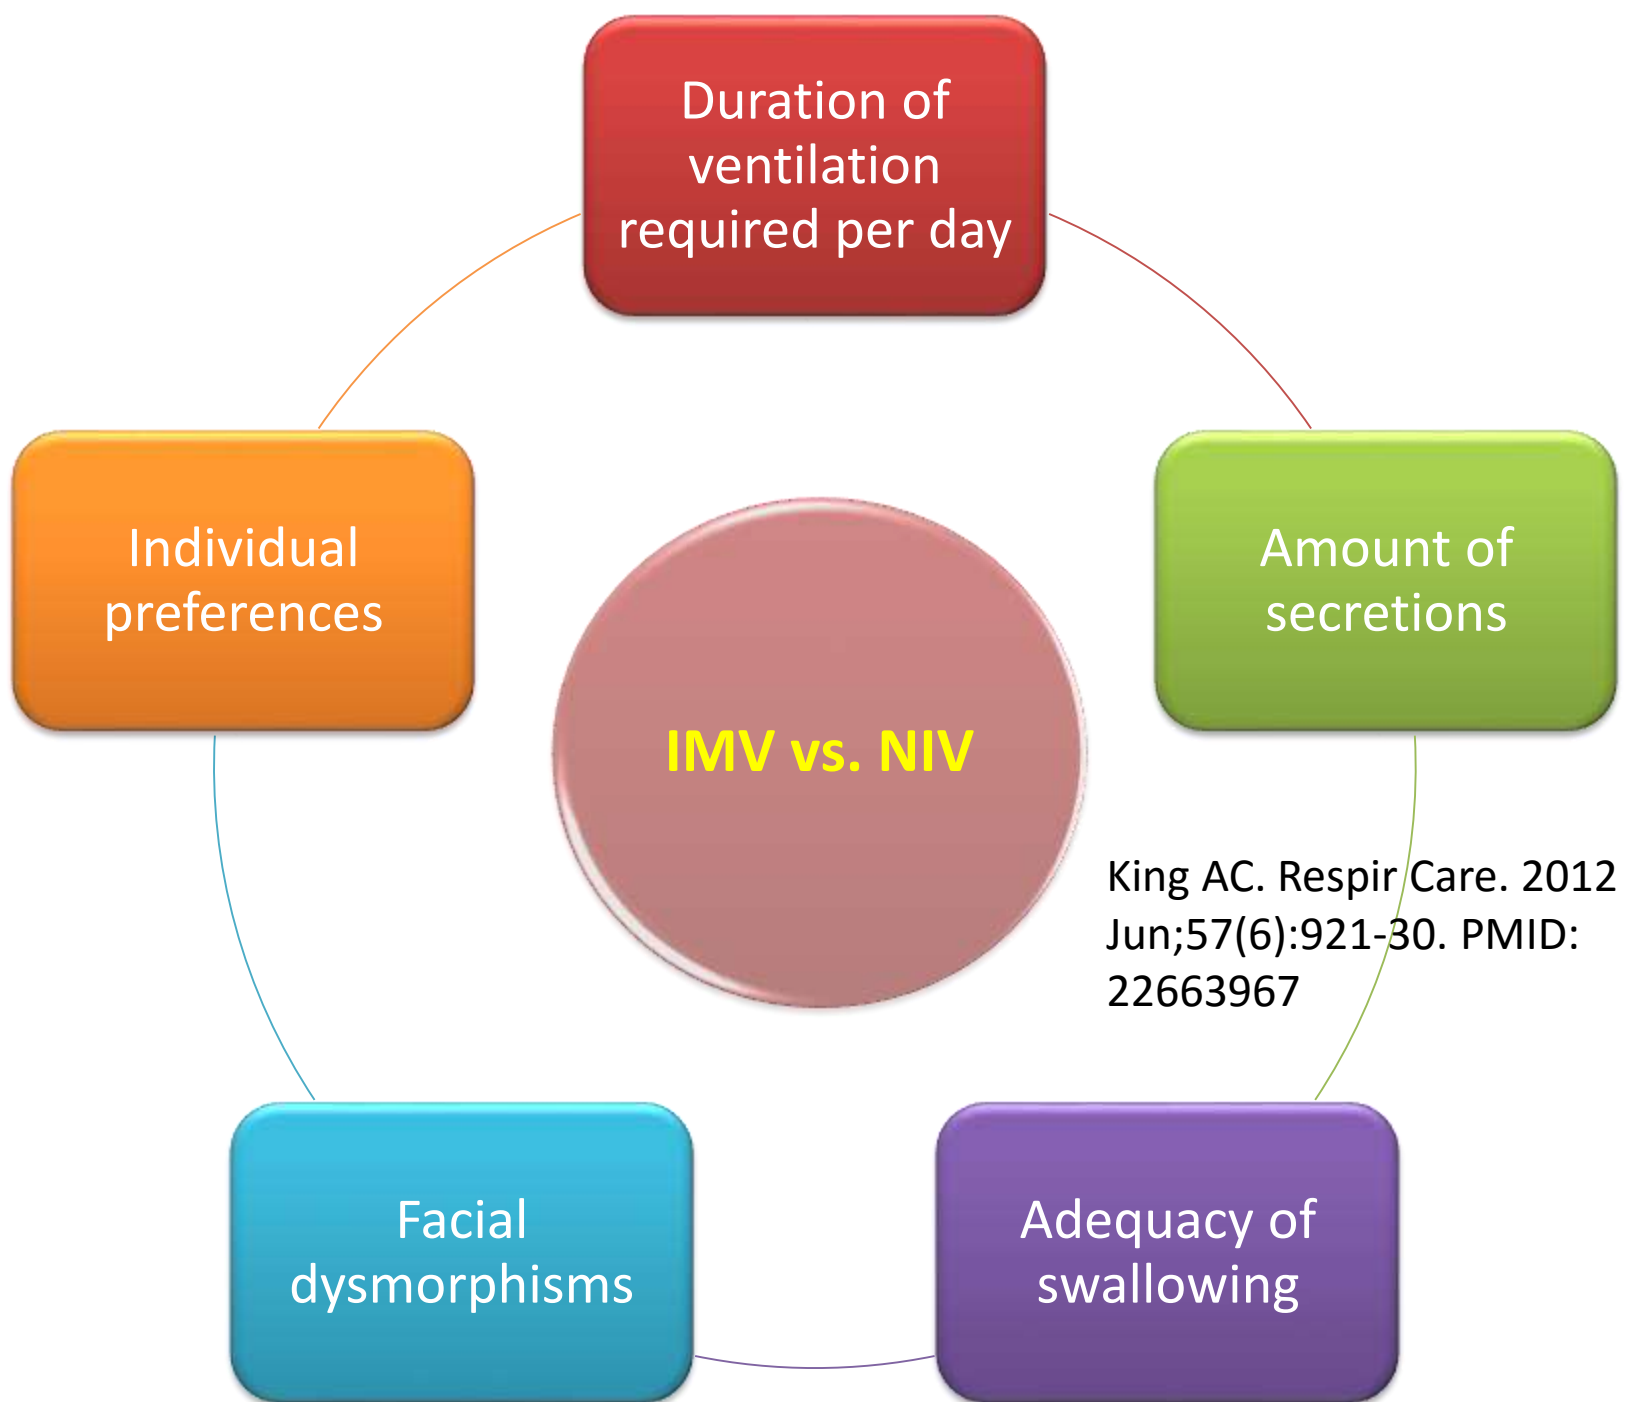 Duration of
ventilation
required per day
Individual
preferences
Amount of
secretions
IMV vs. NIV
King AC. Respir Care. 2012
Jun;57(6):921-30. PMID:
22663967
Facial
dysmorphisms
Adequacy of
swallowing